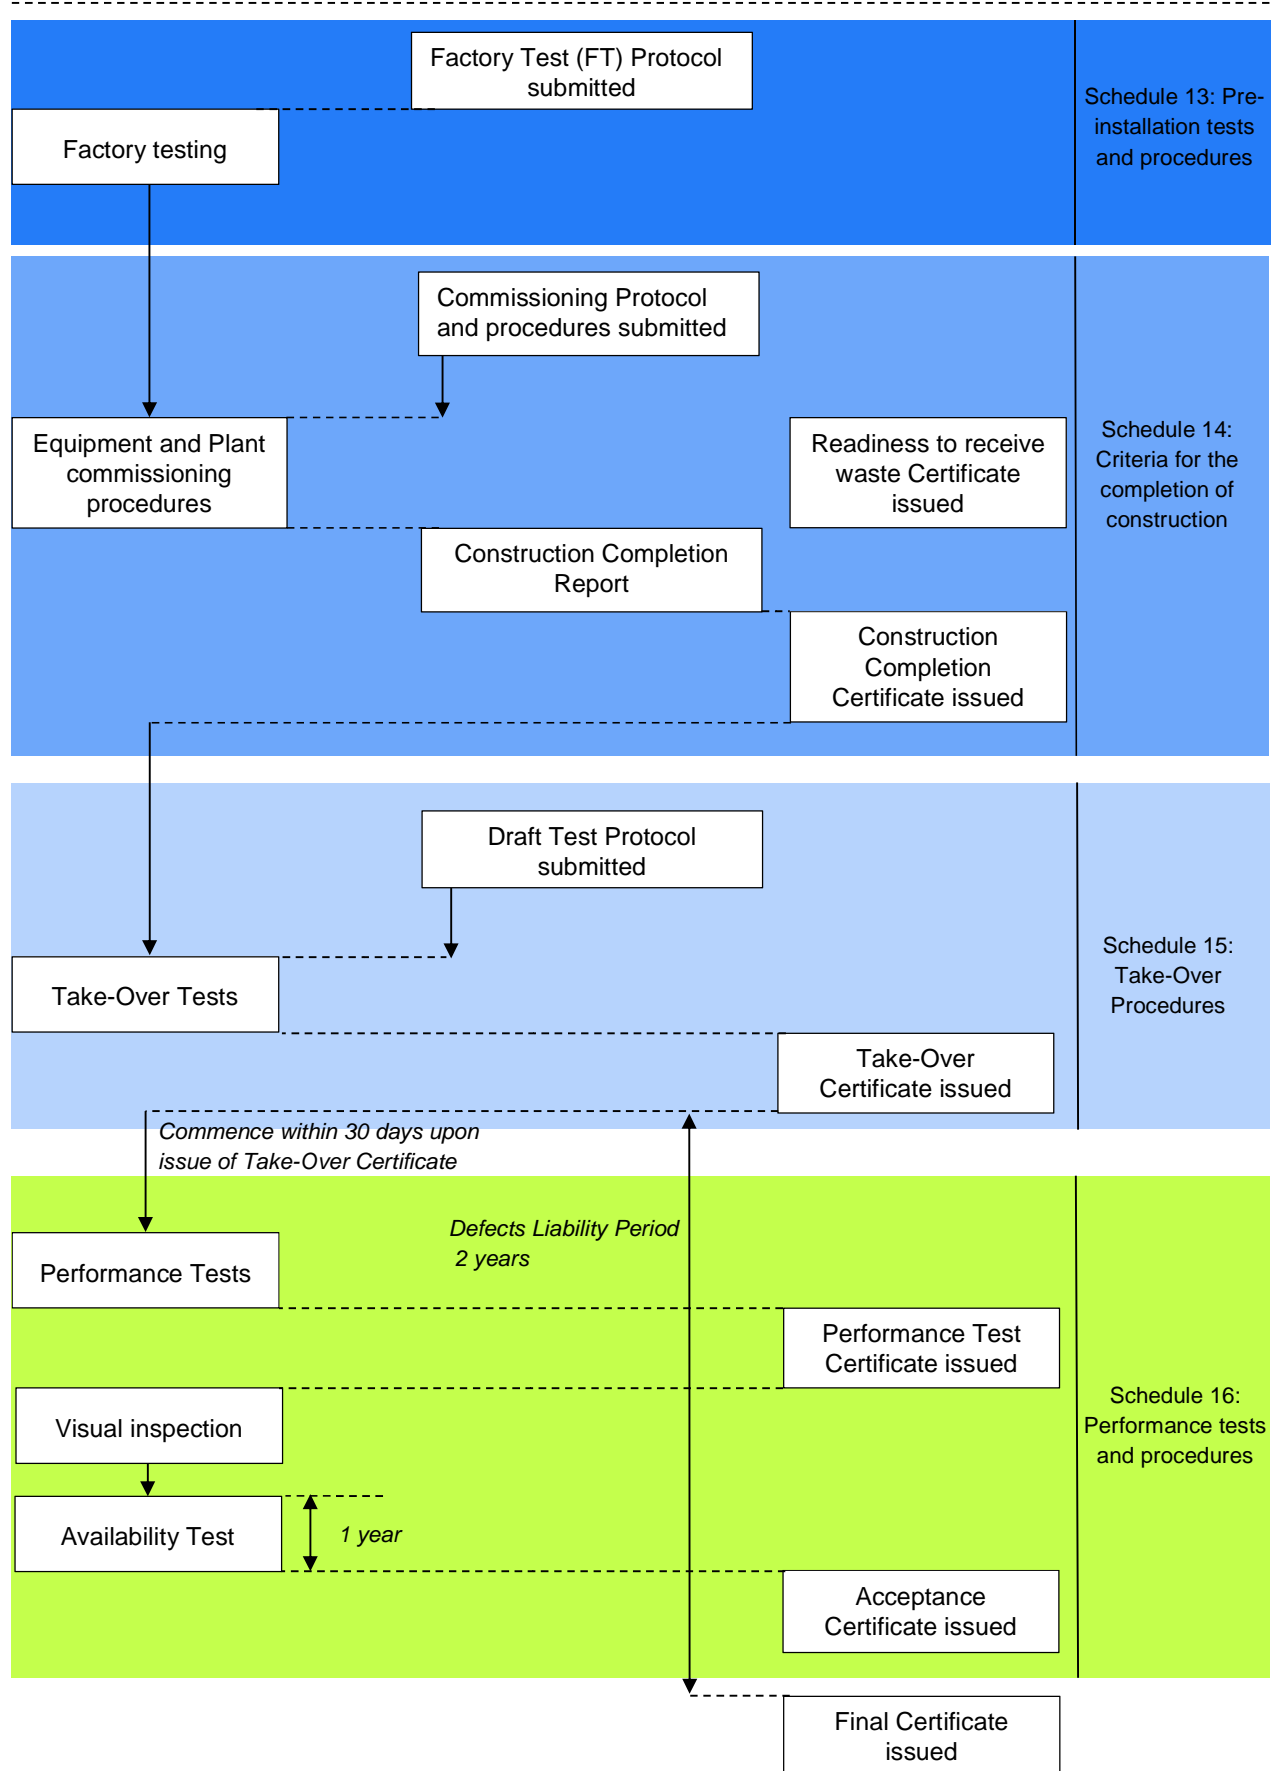 Factory Test (FT) Protocol
submitted
Factory testing
Schedule 13: Pre-
installation tests
and procedures
Commissioning Protocol
and procedures submitted
Equipment and Plant
commissioning
procedures
Readiness to receive
waste Certificate
issued
Schedule 14:
Criteria for the
completion of
construction
Construction Completion
Report
Construction
Completion
Certificate issued
Draft Test Protocol
submitted
Take-Over Tests
Schedule 15:
Take-Over
Procedures
Take-Over
Certificate issued
Commence within 30 days upon
issue of Take-Over Certificate
Defects Liability Period
2 years
Performance Tests
Performance Test
Certificate issued
Visual inspection
Schedule 16:
Performance tests
and procedures
Availability Test
1 year
Acceptance
Certificate issued
Final Certificate
issued